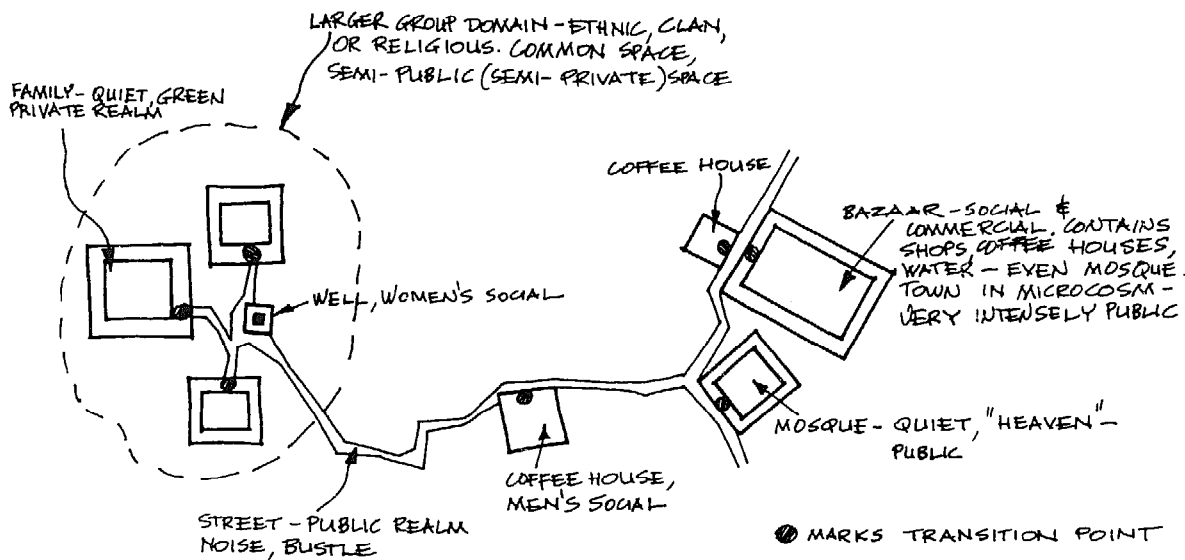 LARGER GROUP DOMAIN - ETHNIC, CLAN,
OR RELIGIOUS. COMMON SPACE,
SEMI-PUBLIC (SEMI-PRIVATE) SPACE
FAMILY - QUIET, GREEN
PRIVATE REALM
COFFEE HOUSE
BAZAAR - SOCIAL &
COMMERCIAL. CONTAINS
SHOPS, COFFEE HOUSES,
WATER - EVEN MOSQUE.
TOWN IN MICROCOSM -
VERY INTENSELY PUBLIC
WELL, WOMEN'S SOCIAL
MOSQUE - QUIET, "HEAVEN" -
PUBLIC
COFFEE HOUSE,
MEN'S SOCIAL
STREET - PUBLIC REALM
NOISE, BUSTLE
MARKS TRANSITION POINT